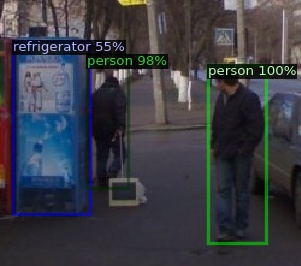 refrigerator 55%
person 98%
person 100%